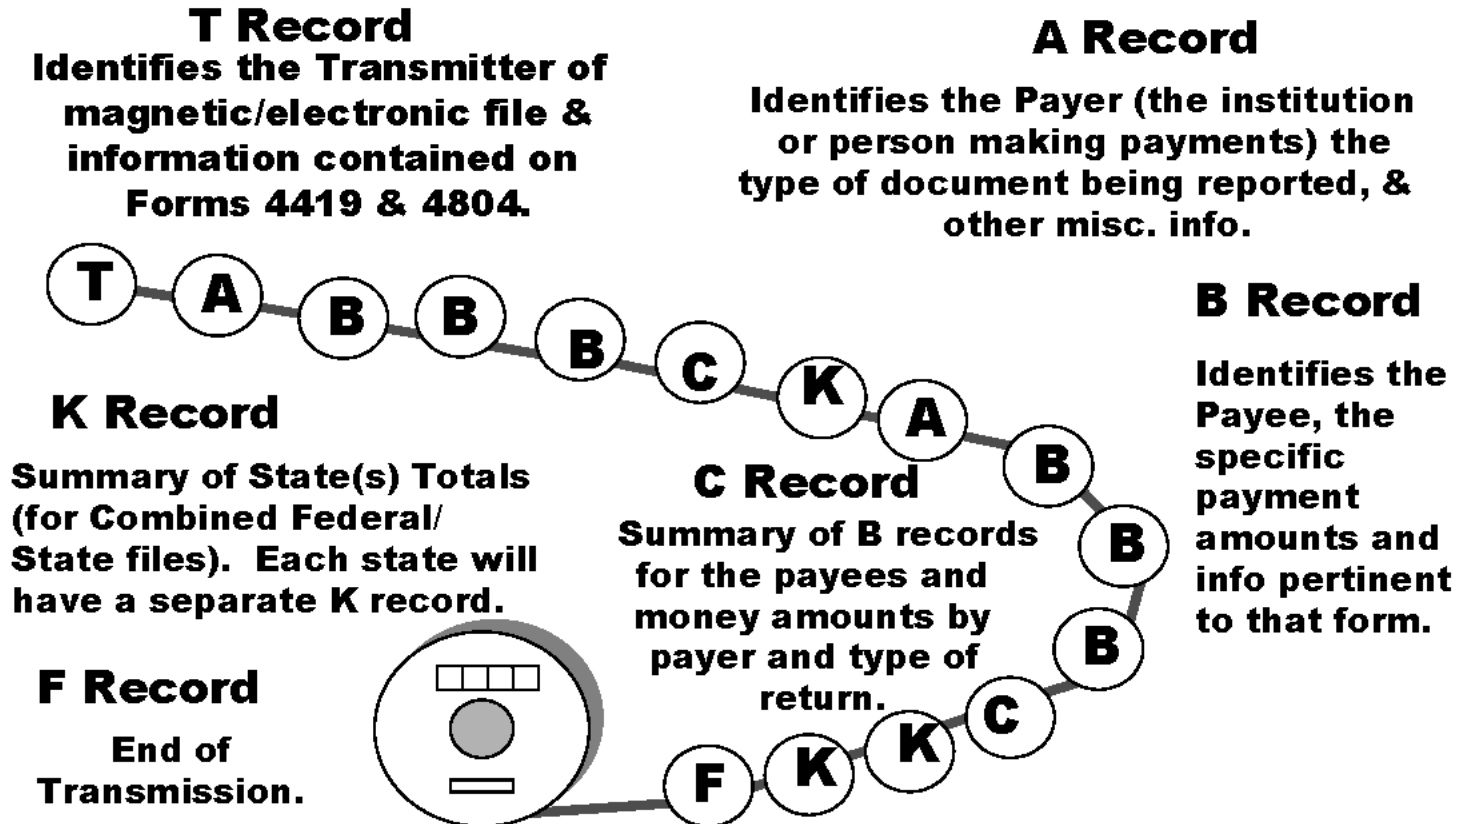 T Record
Identifies the Transmitter of
magnetic/electronic file &
information contained on
Forms 4419 & 4804.
A Record
Identifies the Payer (the institution
or person making payments) the
type of document being reported, &
other misc. info.
T
A
B
B
B
C
K
A
B
B
B
C
K
K
F
B Record
Identifies the
Payee, the
specific
payment
amounts and
info pertinent
to that form.
K Record
Summary of State(s) Totals
(for Combined Federal/
State files).  Each state will
have a separate K record.
C Record
Summary of B records
for the payees and
money amounts by
payer and type of
return.
F Record
End of
Transmission.